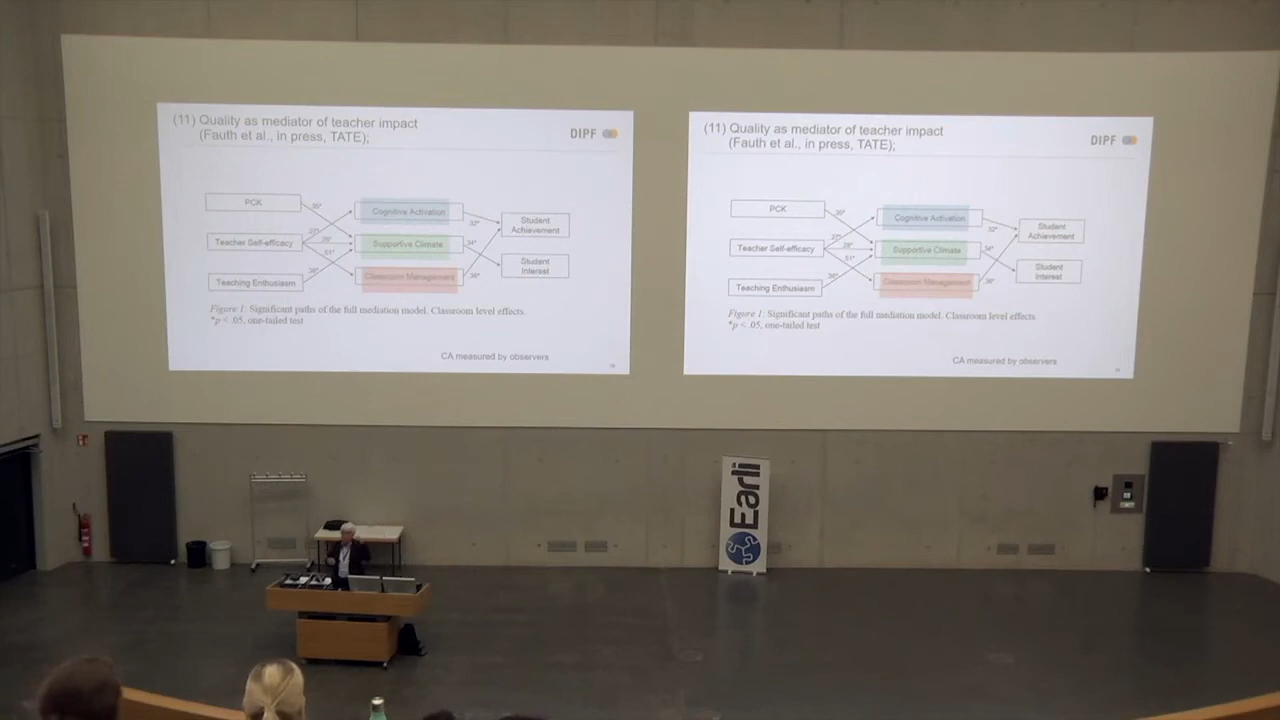 (11) Quality as mediator of teacher impact
(Fauth et al., in press, TATE);
DIPF
PCK
Teacher Self-efficacy
Teaching Enthusiasm
Cognitive Activation
Supportive Climate
Classroom Management
Student
Achievement
Student
Interest
Figure 1: Significant paths of the full mediation model. Classroom level effects.
*p < .05, one-tailed test
CA measured by observers
(11) Quality as mediator of teacher impact
(Fauth et al., in press, TATE);
DIPF
PCK
Teacher Self-efficacy
Teaching Enthusiasm
Cognitive Activation
Supportive Climate
Classroom Management
Student
Achievement
Student
Interest
Figure 1: Significant paths of the full mediation model. Classroom level effects.
*p < .05, one-tailed test
CA measured by observers
Earli